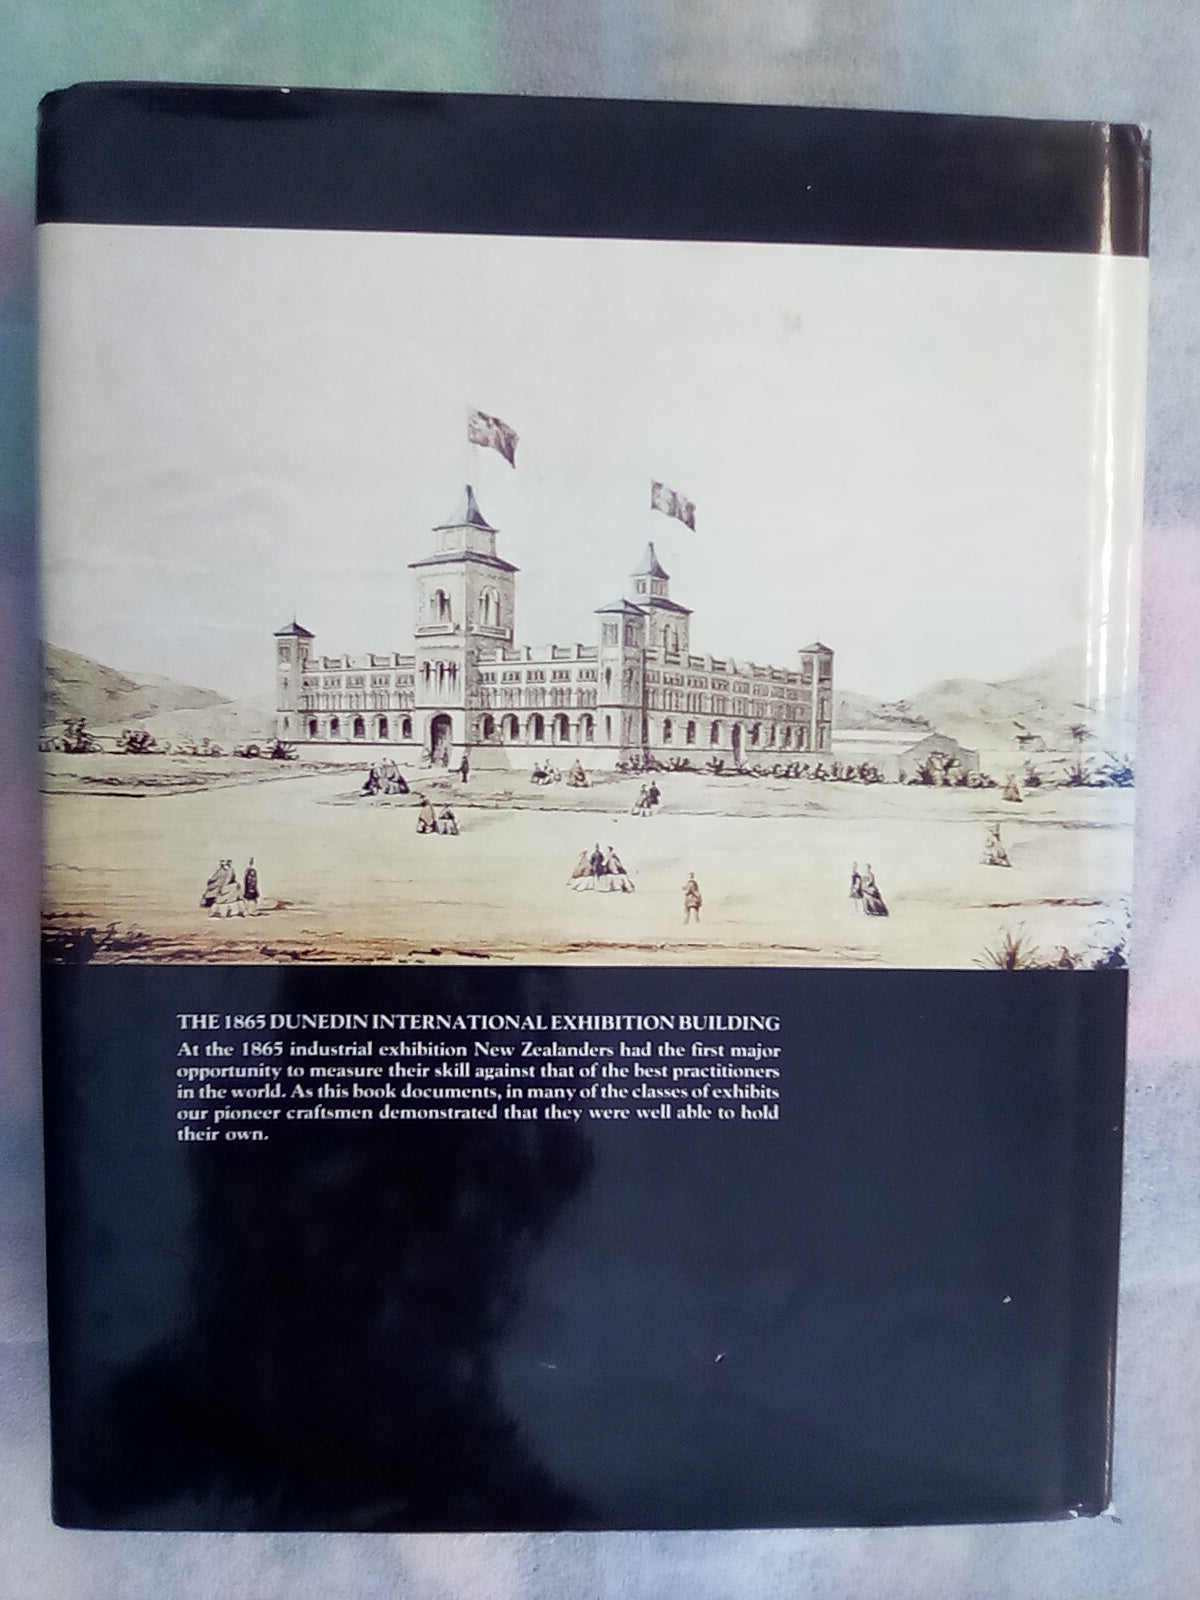 THE 1865 DUNEDIN INTERNATIONAL EXHIBITION BUILDING
At the 1865 industrial exhibition New Zealanders had the first major
opportunity to measure their skill against that of the best practitioners
in the world. As this book documents, in many of the classes of exhibits
our pioneer craftsmen demonstrated that they were well able to hold
their own.